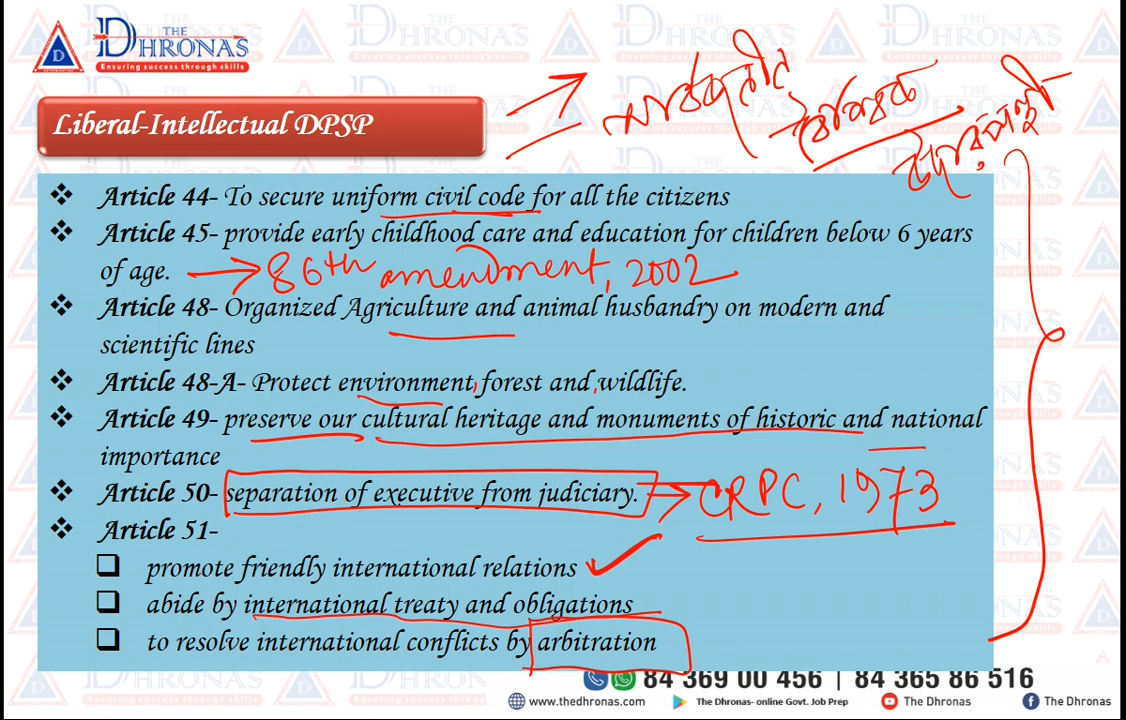 THE
DHRONAS
Ensuring success through skills
Liberal-Intellectual DPSP
❖ Article 44- To secure uniform civil code for all the citizens
❖ Article 45- provide early childhood care and education for children below 6 years
of age. → 86th amendment, 2002
❖ Article 48- Organized Agriculture and animal husbandry on modern and
scientific lines
❖ Article 48-A- Protect environment, forest and, wildlife.
❖ Article 49- preserve our cultural heritage and monuments of historic and national
importance
❖ Article 50- separation of executive from judiciary. → CRPC, 1973
❖ Article 51-
❑ promote friendly international relations ✓
❑ abide by international treaty and obligations
❑ to resolve international conflicts by arbitration
84 369 00 456 | 84 365 86 516
www.thedhronas.com The Dhronas- online Govt. Job Prep The Dhronas The Dhronas